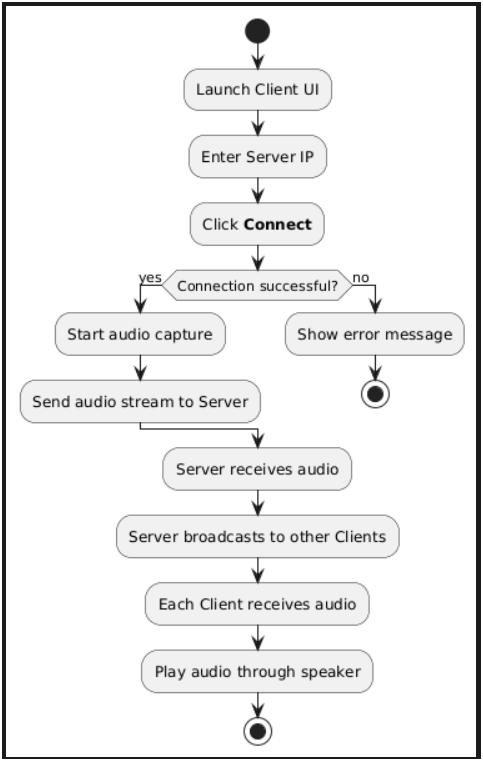 Launch Client UI
Enter Server IP
Click Connect
yes
Connection successful?
no
Start audio capture
Show error message
Send audio stream to Server
Server receives audio
Server broadcasts to other Clients
Each Client receives audio
Play audio through speaker